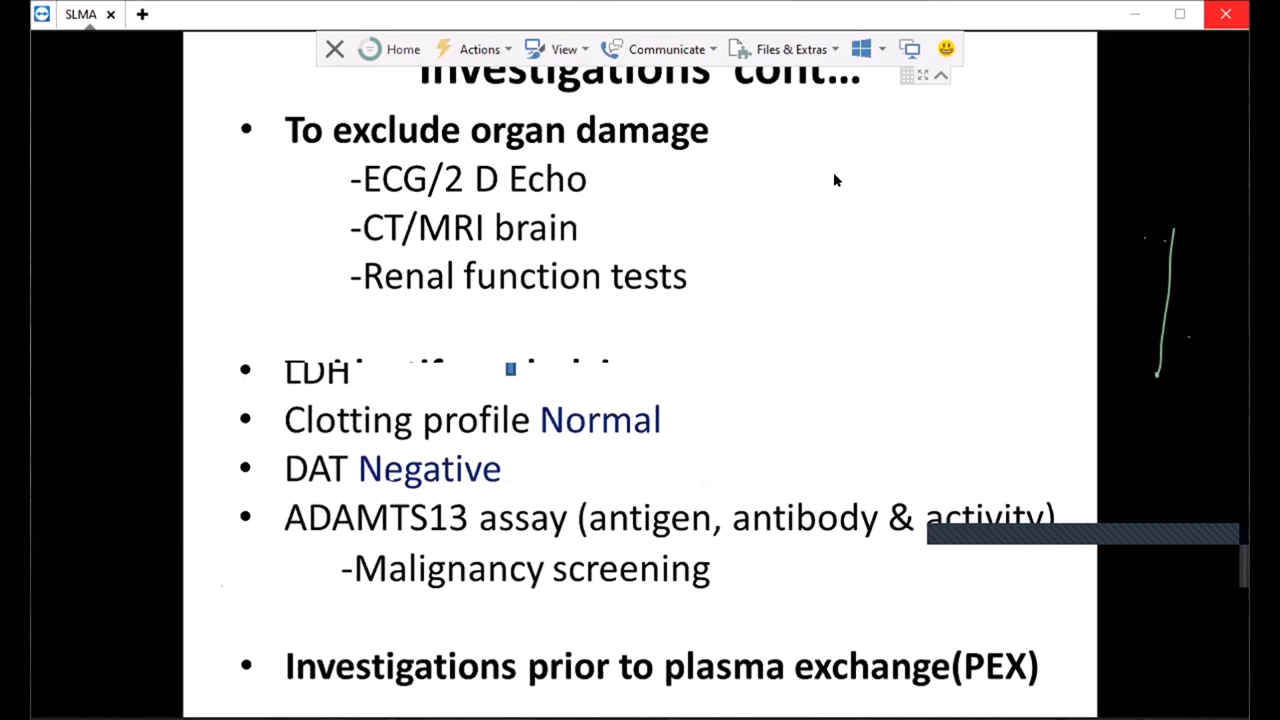 SLMA
Home Actions View Communicate Files & Extras
Investigations cont...
• To exclude organ damage
-ECG/2 D Echo
-CT/MRI brain
-Renal function tests
• LDH
• Clotting profile Normal
• DAT Negative
• ADAMTS13 assay (antigen, antibody & activity)
-Malignancy screening
• Investigations prior to plasma exchange(PEX)